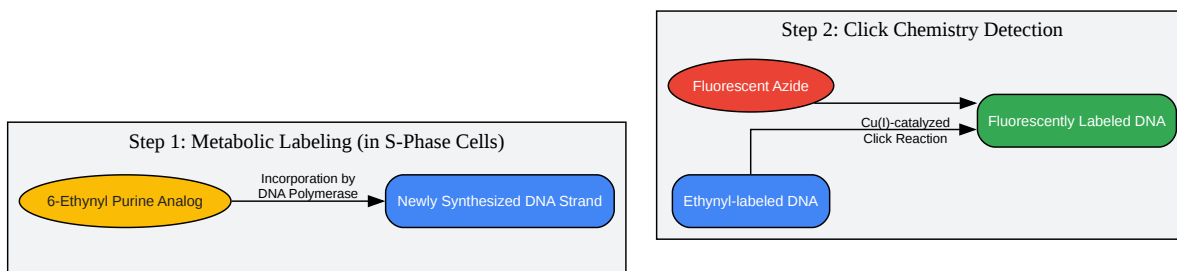 Step 1: Metabolic Labeling (in S-Phase Cells)
6-Ethynyl Purine Analog
Incorporation by
DNA Polymerase
Newly Synthesized DNA Strand
Step 2: Click Chemistry Detection
Fluorescent Azide
Cu(I)-catalyzed
Click Reaction
Fluorescently Labeled DNA
Ethynyl-labeled DNA